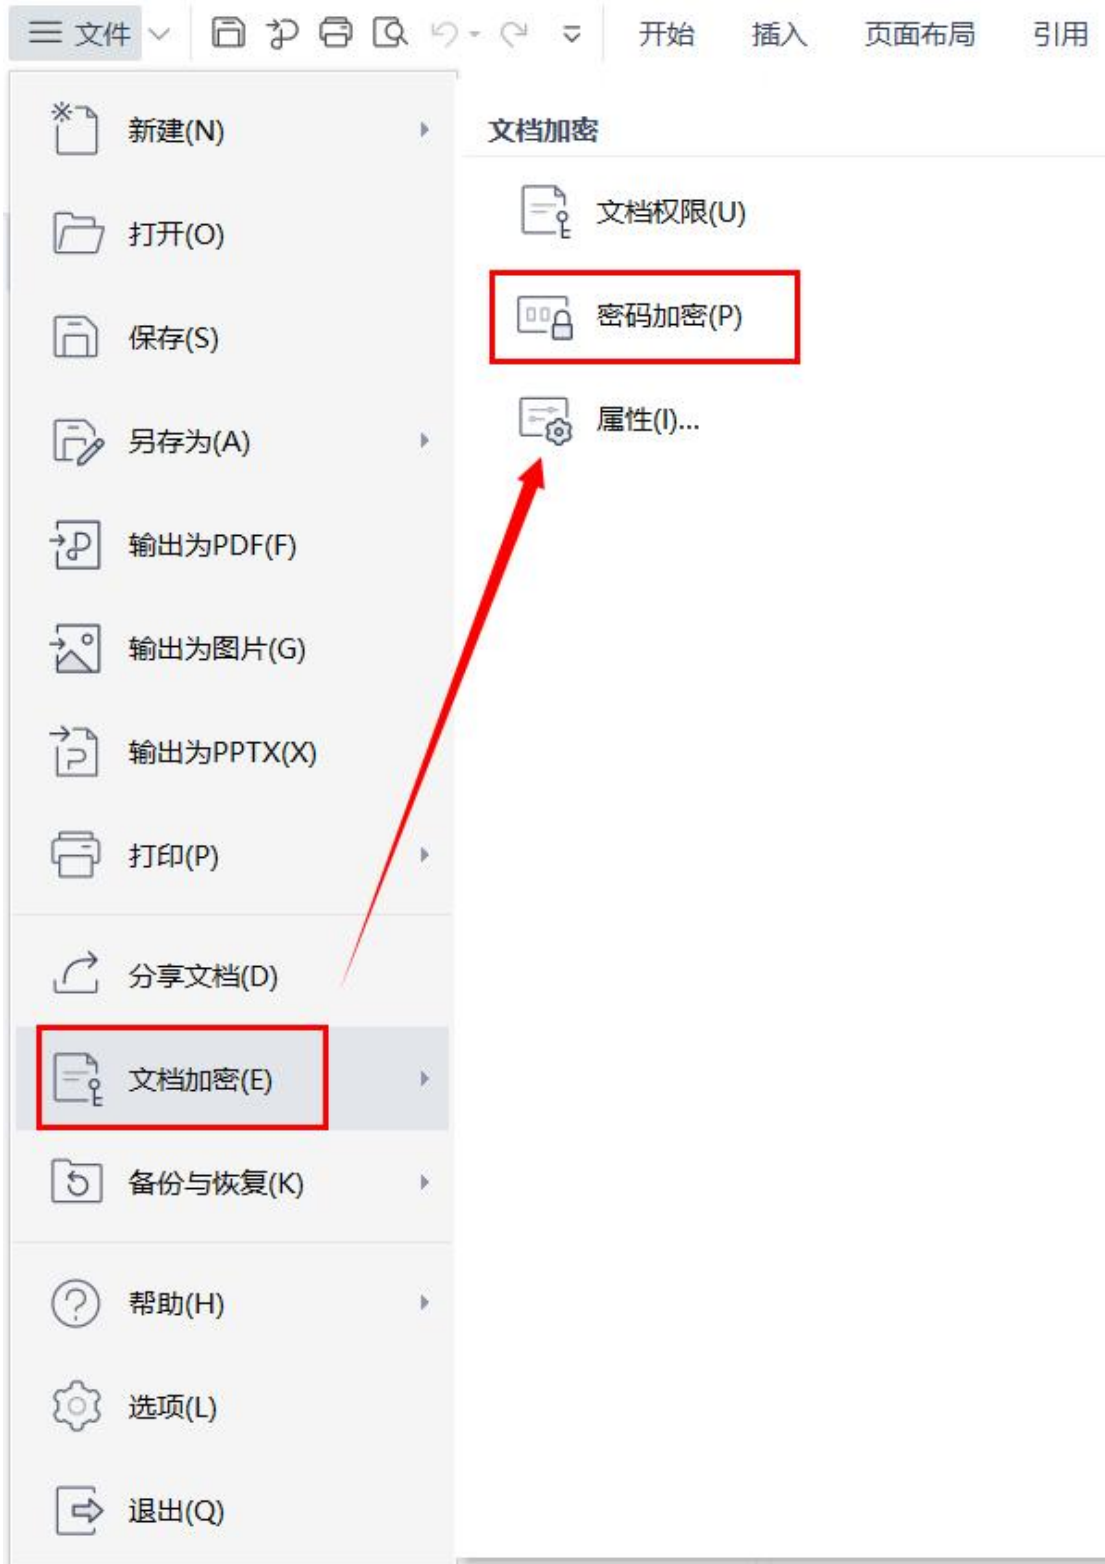 文件 开始 插入 页面布局 引用
新建(N)
打开(O)
保存(S)
另存为(A)
输出为PDF(F)
输出为图片(G)
输出为PPTX(X)
打印(P)
分享文档(D)
文档加密(E)
备份与恢复(K)
帮助(H)
选项(L)
退出(Q)
文档加密
文档权限(U)
密码加密(P)
属性(I)...